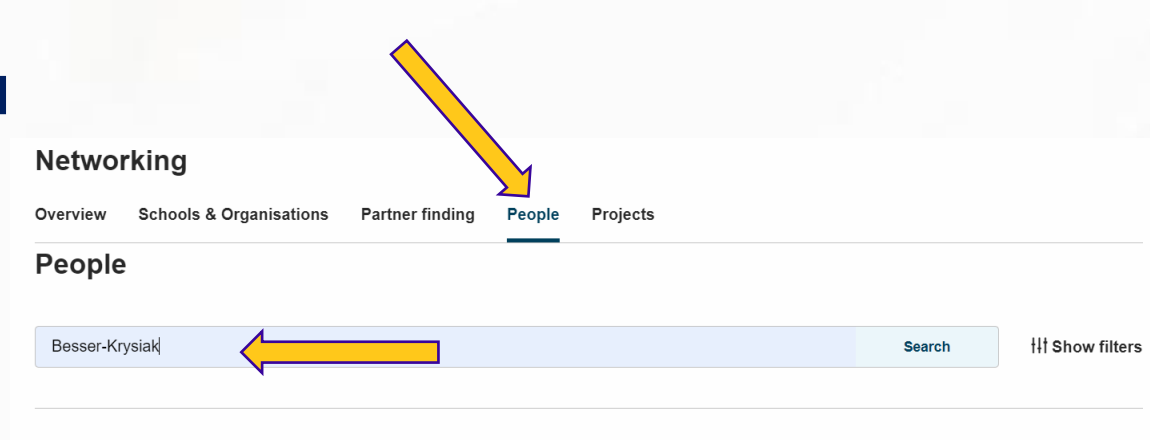 Networking
Overview Schools & Organisations Partner finding People Projects
People
Besser-Krysiak Search Show filters